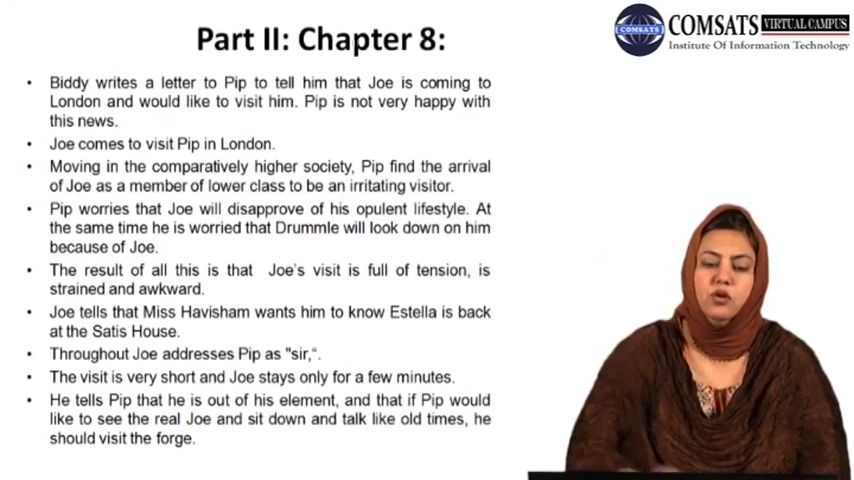 Part II: Chapter 8:
COMSATS VIRTUAL CAMPUS
Institute Of Information Technology
COMSATS
• Biddy writes a letter to Pip to tell him that Joe is coming to
London and would like to visit him. Pip is not very happy with
this news.
• Joe comes to visit Pip in London.
• Moving in the comparatively higher society, Pip find the arrival
of Joe as a member of lower class to be an irritating visitor.
• Pip worries that Joe will disapprove of his opulent lifestyle. At
the same time he is worried that Drummle will look down on him
because of Joe.
• The result of all this is that Joe's visit is full of tension, is
strained and awkward.
• Joe tells that Miss Havisham wants him to know Estella is back
at the Satis House.
• Throughout Joe addresses Pip as "sir,“.
• The visit is very short and Joe stays only for a few minutes.
• He tells Pip that he is out of his element, and that if Pip would
like to see the real Joe and sit down and talk like old times, he
should visit the forge.